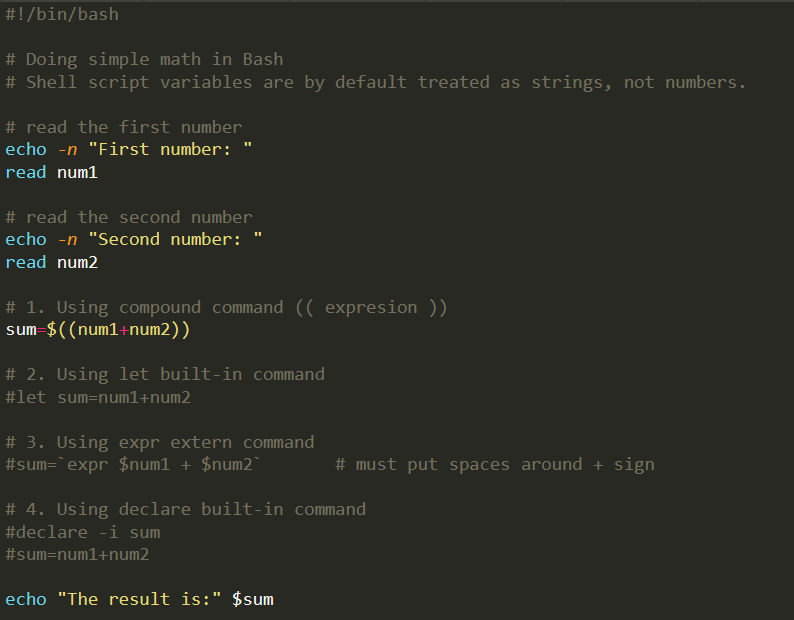 #!/bin/bash
# Doing simple math in Bash
# Shell script variables are by default treated as strings, not numbers.
# read the first number
echo -n "First number: "
read num1
# read the second number
echo -n "Second number: "
read num2
# 1. Using compound command (( expresion ))
sum=$((num1+num2))
# 2. Using let built-in command
#let sum=num1+num2
# 3. Using expr extern command
#sum=`expr $num1 + $num2`       # must put spaces around + sign
# 4. Using declare built-in command
#declare -i sum
#sum=num1+num2
echo "The result is:" $sum